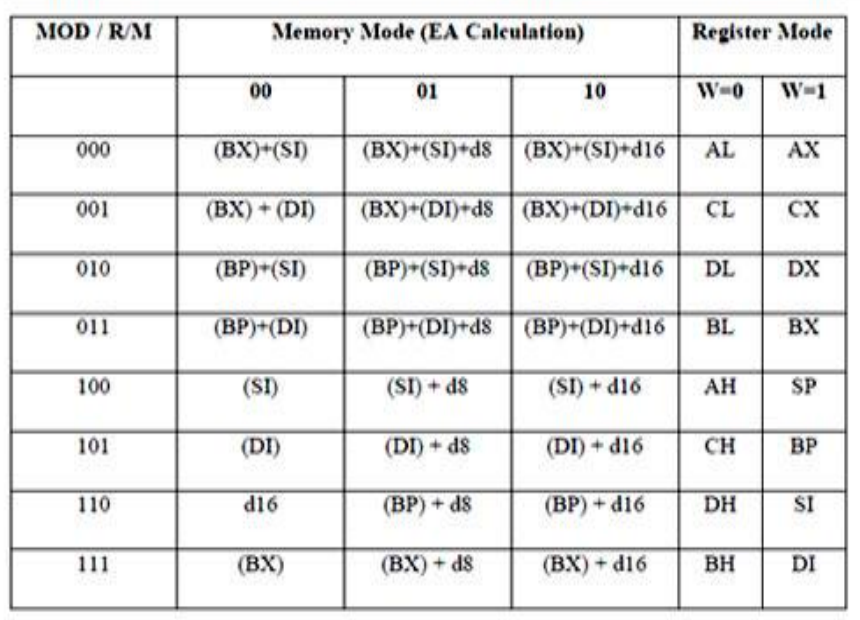 MOD / R/M Memory Mode (EA Calculation) Register Mode
00 01 10 W=0 W=1
000 (BX)+(SI) (BX)+(SI)+d8 (BX)+(SI)+d16 AL AX
001 (BX) + (DI) (BX)+(DI)+d8 (BX)+(DI)+d16 CL CX
010 (BP)+(SI) (BP)+(SI)+d8 (BP)+(SI)+d16 DL DX
011 (BP)+(DI) (BP)+(DI)+d8 (BP)+(DI)+d16 BL BX
100 (SI) (SI) + d8 (SI) + d16 AH SP
101 (DI) (DI) + d8 (DI) + d16 CH BP
110 d16 (BP) + d8 (BP) + d16 DH SI
111 (BX) (BX) + d8 (BX) + d16 BH DI